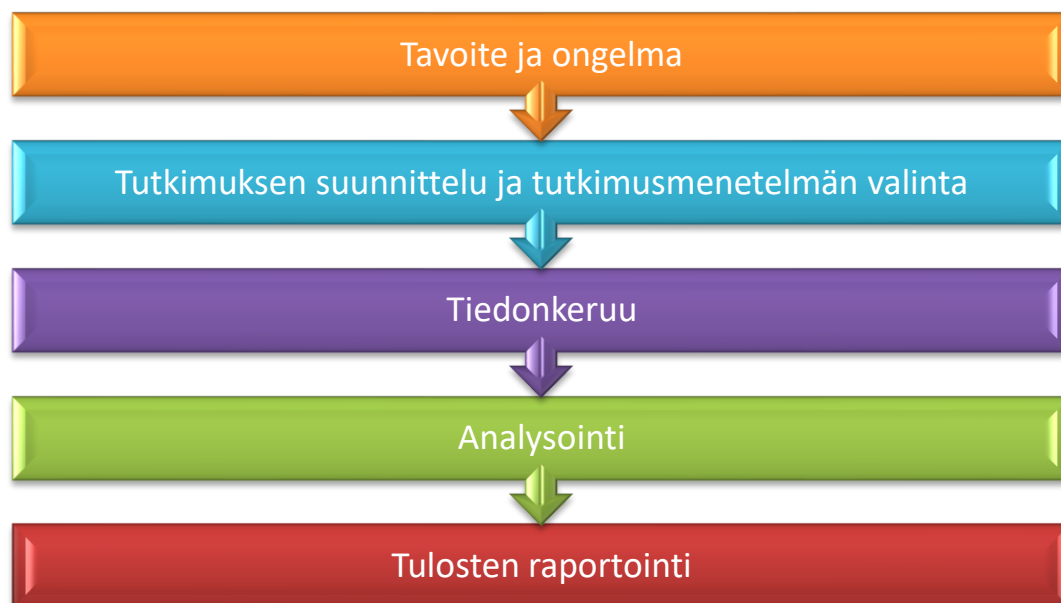 Tavoite ja ongelma
Tutkimuksen suunnittelu ja tutkimusmenetelmän valinta
Tiedonkeruu
Analysointi
Tulosten raportointi